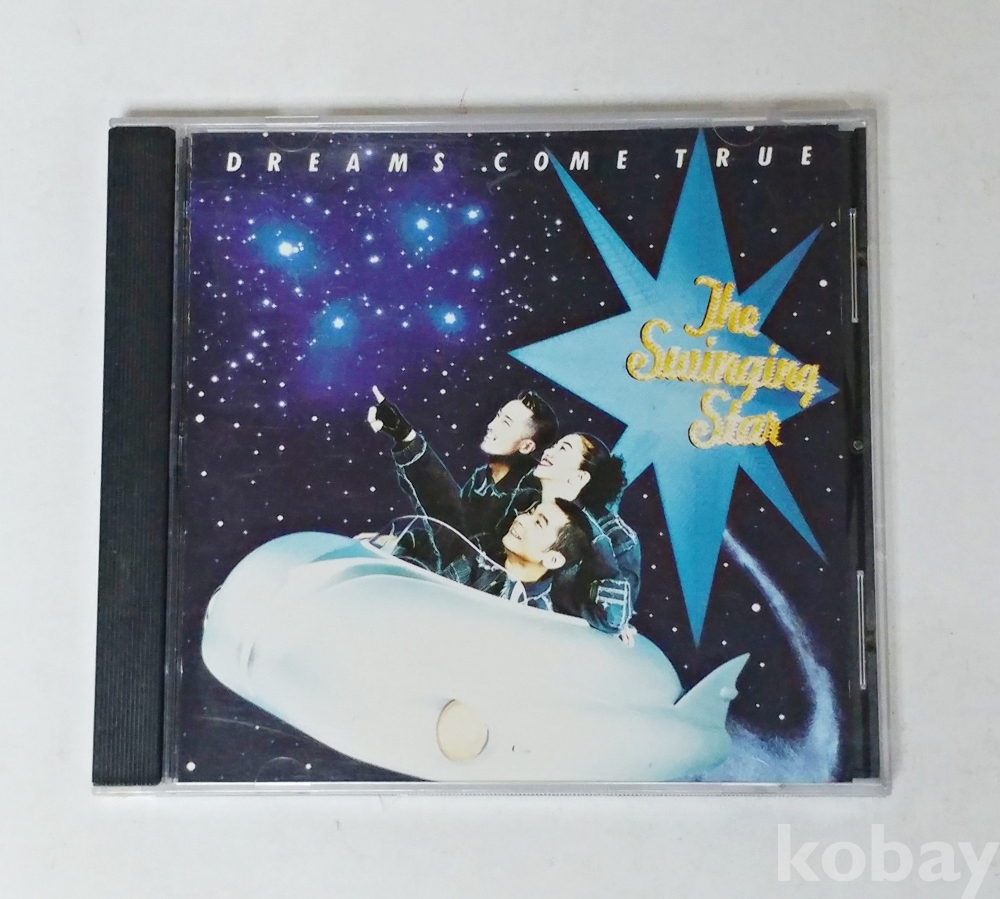 DREAMS COME TRUE
The
Swinging
Star
kobay